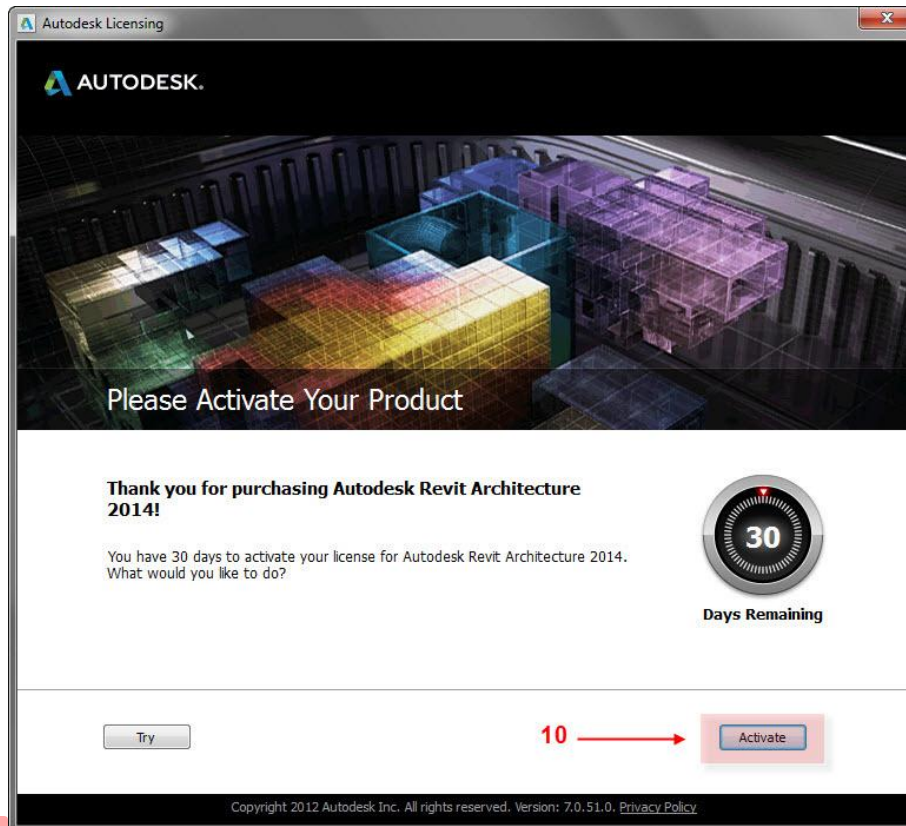 Autodesk Licensing
AUTODESK.
Please Activate Your Product
Thank you for purchasing Autodesk Revit Architecture
2014!
You have 30 days to activate your license for Autodesk Revit Architecture 2014.
What would you like to do?
30
Days Remaining
Try
10
Activate
Copyright 2012 Autodesk Inc. All rights reserved. Version: 7.0.51.0. Privacy Policy